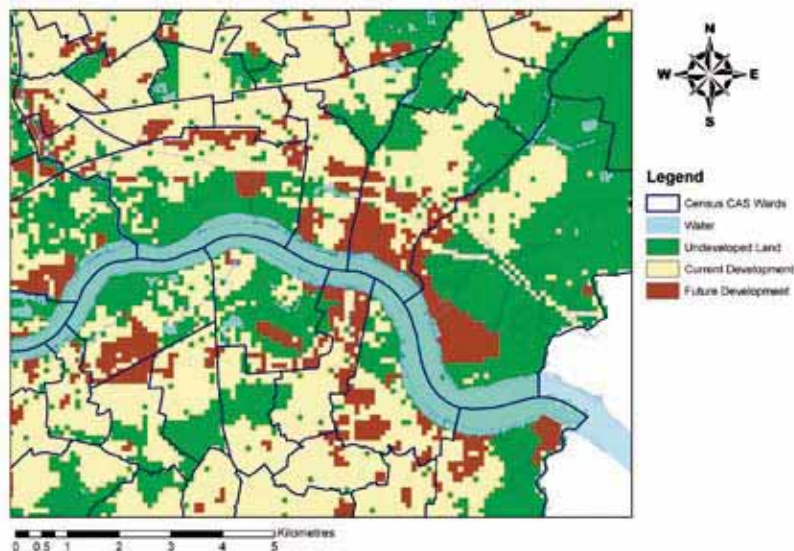 N
W E
S
Legend
Census CAS Wards
Water
Undeveloped Land
Current Development
Future Development
Kilometres
0 0.5 1 2 3 4 5